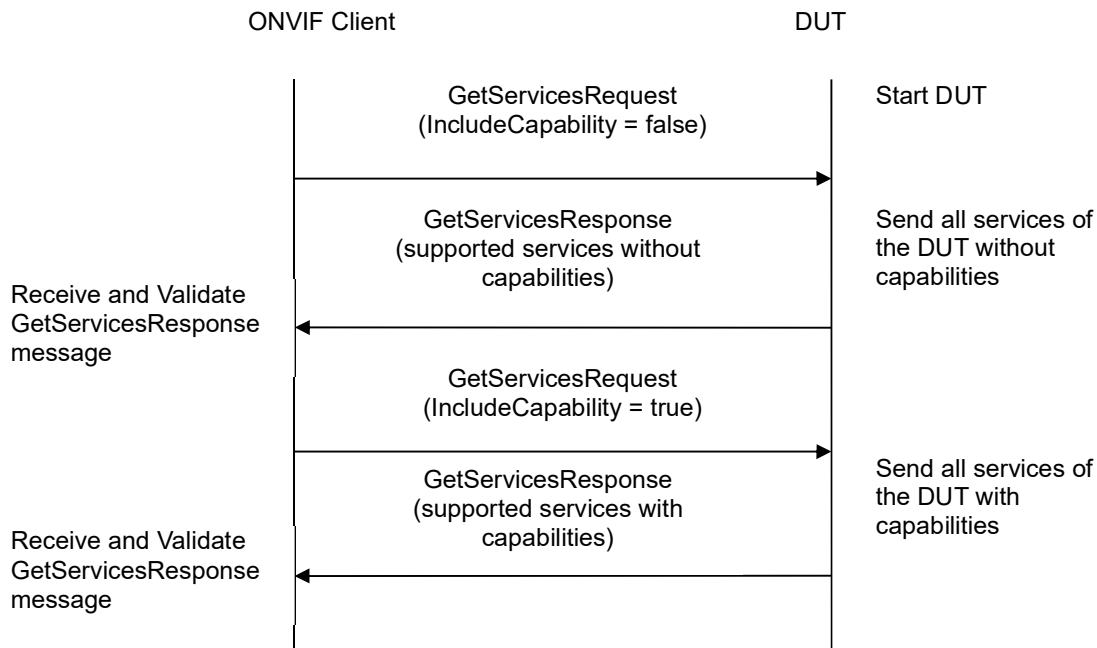 ONVIF Client
DUT
GetServicesRequest
(IncludeCapability = false)
Start DUT
GetServicesResponse
(supported services without
capabilities)
Send all services of
the DUT without
capabilities
Receive and Validate
GetServicesResponse
message
GetServicesRequest
(IncludeCapability = true)
GetServicesResponse
(supported services with
capabilities)
Send all services of
the DUT with
capabilities
Receive and Validate
GetServicesResponse
message